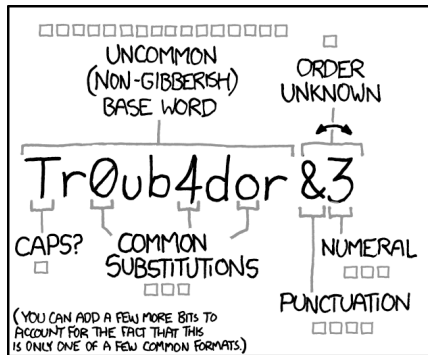 UNCOMMON
(NON-GIBBERISH)
BASE WORD
ORDER
UNKNOWN
Tr0ub4dor &3
CAPS?
COMMON
SUBSTITUTIONS
NUMERAL
PUNCTUATION
(YOU CAN ADD A FEW MORE BITS TO
ACCOUNT FOR THE FACT THAT THIS
IS ONLY ONE OF A FEW COMMON FORMATS.)